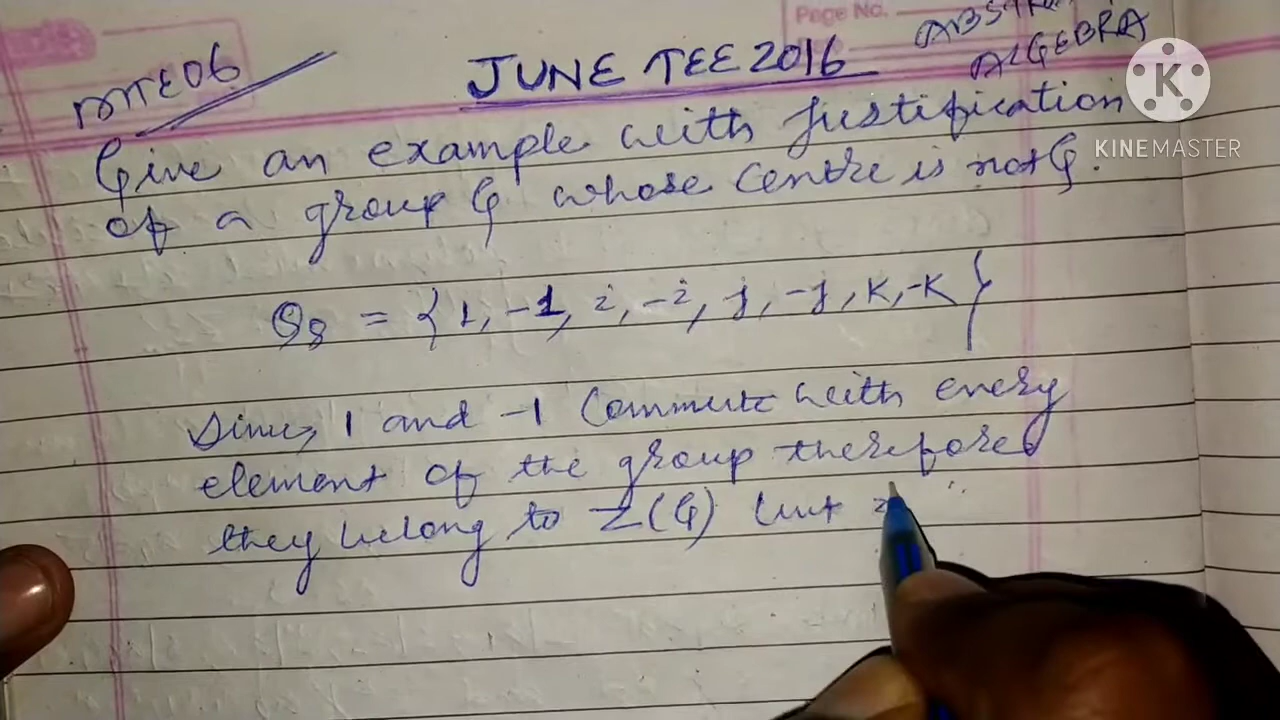 Page No.
ABSTRA
ALGEBRA
MTE06
JUNE TEE 2016
K
KINEMASTER
Give an example with justification
of a group G whose centre is not G.
Q8 = { 1, -1, i, -i, j, -j, K, -K }
Since, 1 and -1 Commute with every
element of the group therefore
they belong to Z(G) but i